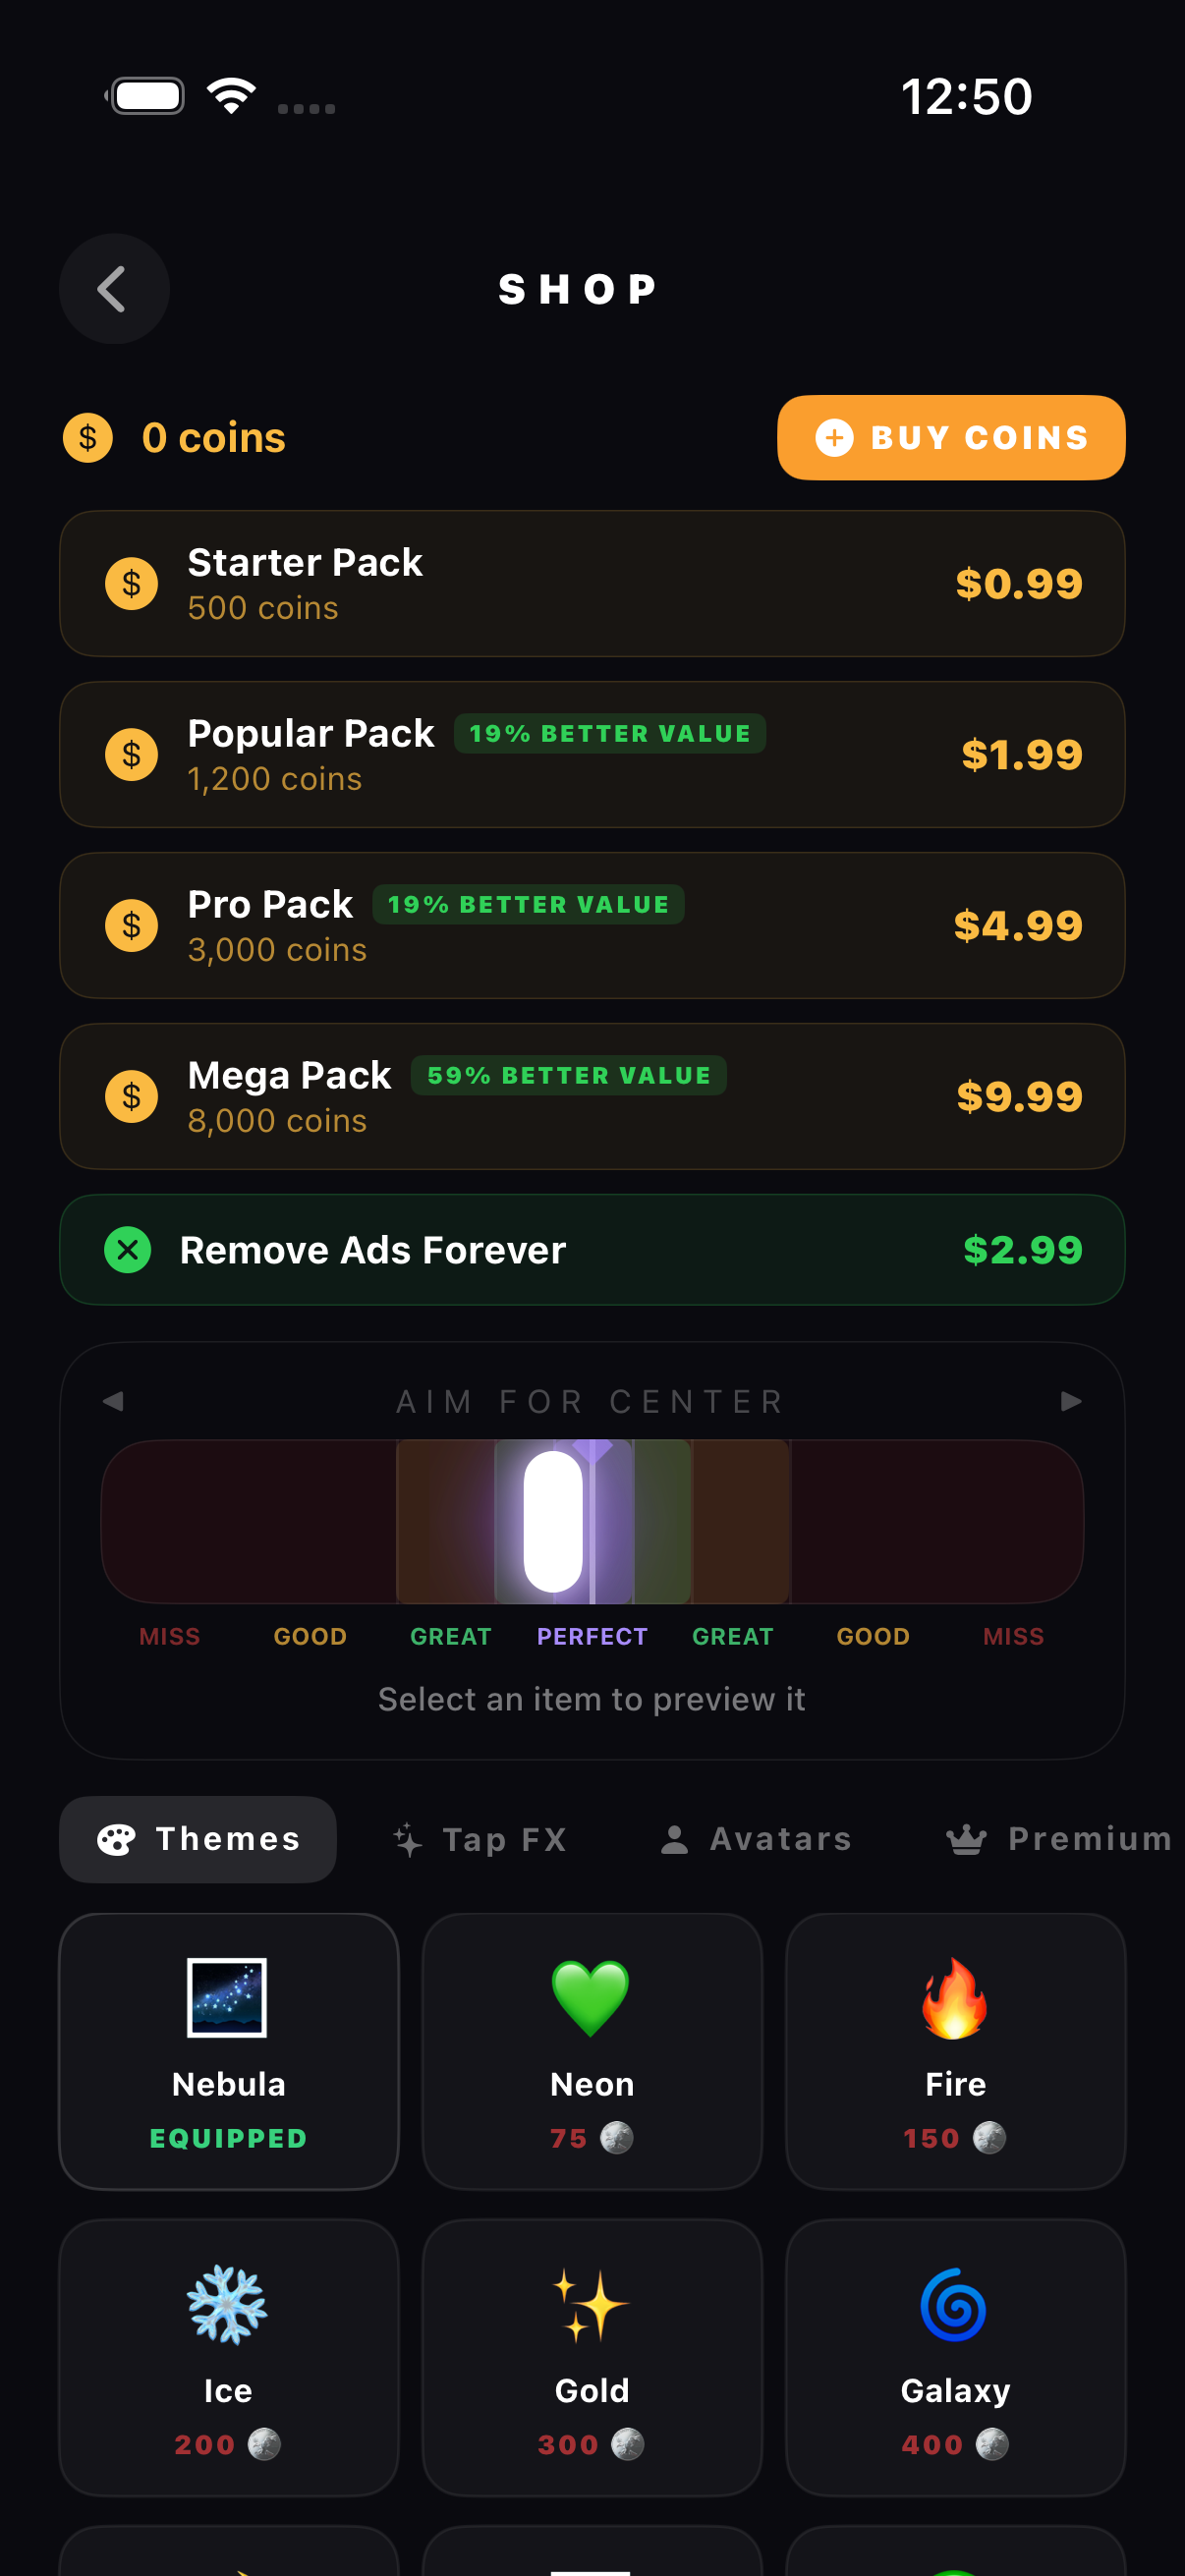 12:50
SHOP
$ 0 coins
BUY COINS
$ Starter Pack
500 coins
$0.99
$ Popular Pack 19% BETTER VALUE
1,200 coins
$1.99
$ Pro Pack 19% BETTER VALUE
3,000 coins
$4.99
$ Mega Pack 59% BETTER VALUE
8,000 coins
$9.99
Remove Ads Forever $2.99
AIM FOR CENTER
MISS GOOD GREAT PERFECT GREAT GOOD MISS
Select an item to preview it
Themes Tap FX Avatars Premium
Nebula Neon Fire
EQUIPPED 75 150
Ice Gold Galaxy
200 300 400